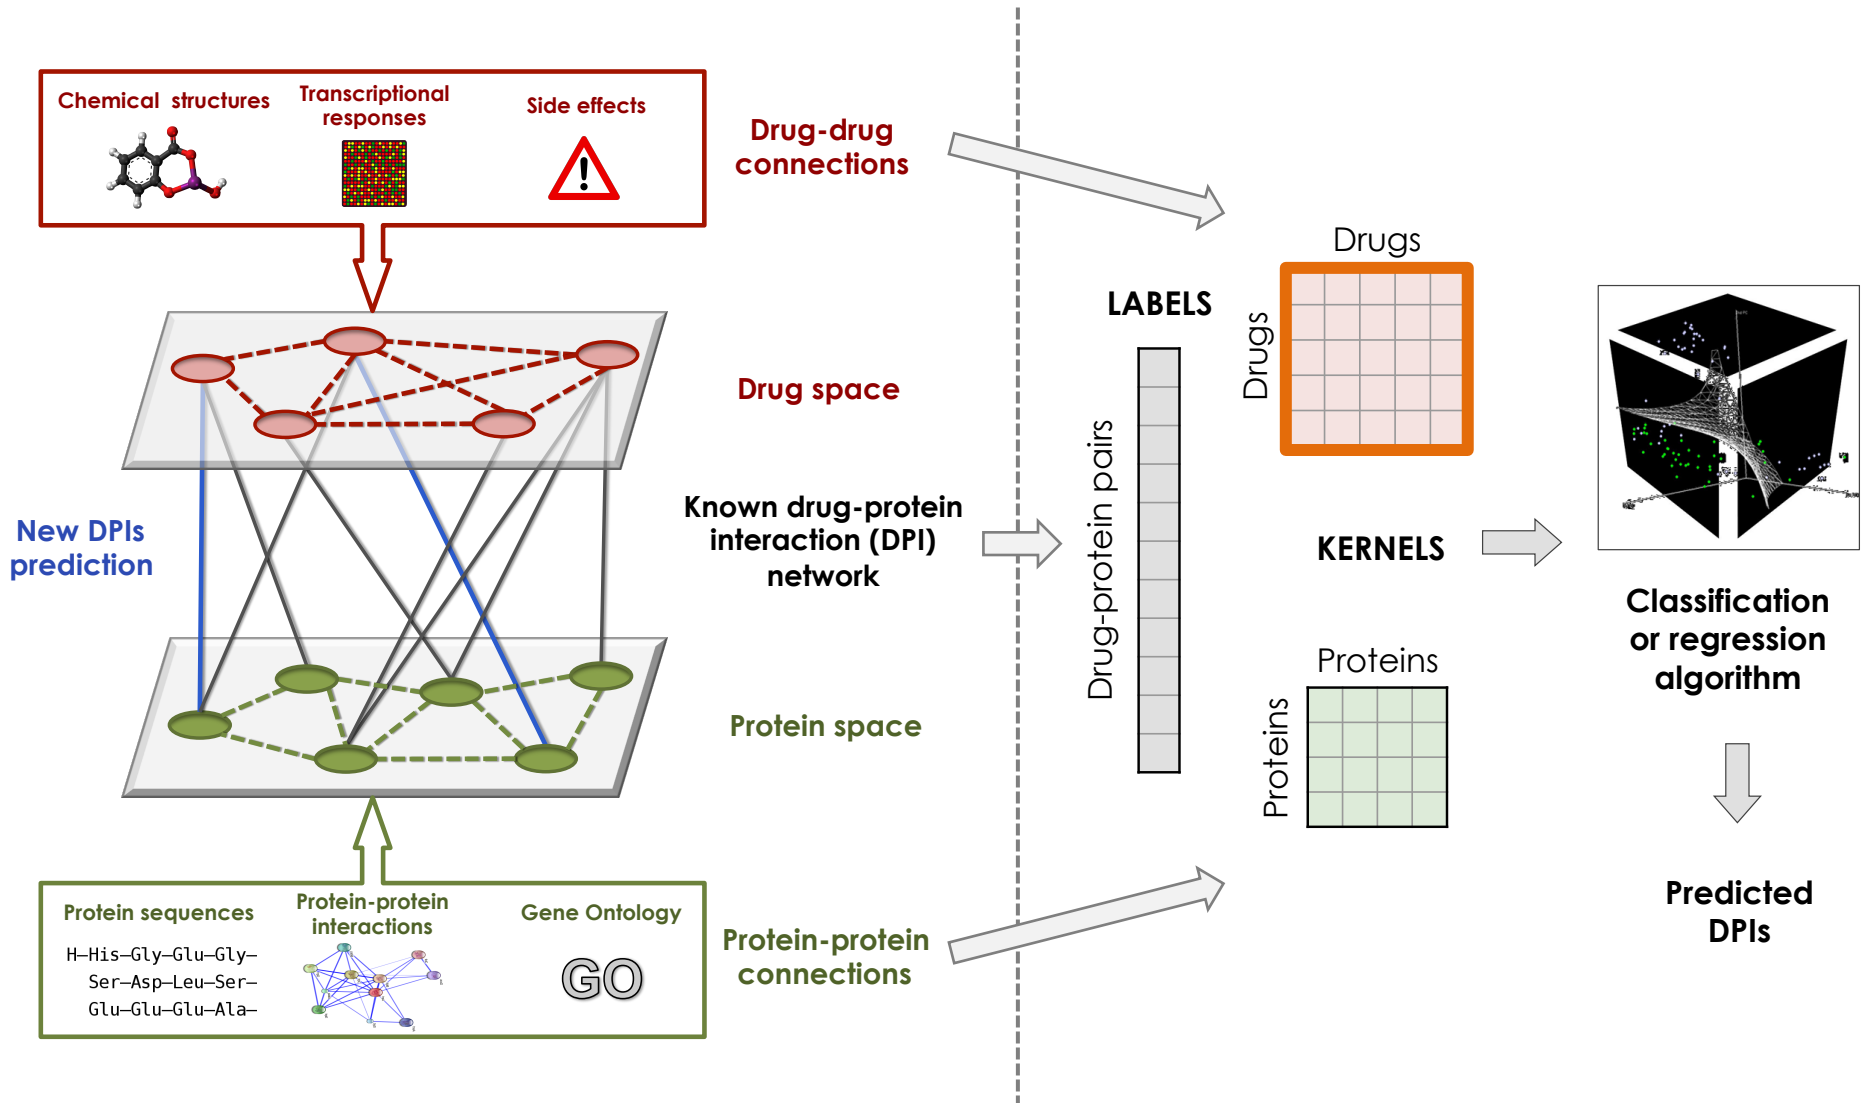 Chemical structures
Transcriptional
responses
Side effects
Drug-drug
connections
Drugs
Drugs
LABELS
Drug space
Drug-protein pairs
New DPIs
prediction
Known drug-protein
interaction (DPI)
network
KERNELS
Classification
or regression
algorithm
Proteins
Proteins
Protein space
Predicted
DPIs
Protein sequences
H–His–Gly–Glu–Gly–
Ser–Asp–Leu–Ser–
Glu–Glu–Glu–Ala–
Protein-protein
interactions
Gene Ontology
GO
Protein-protein
connections